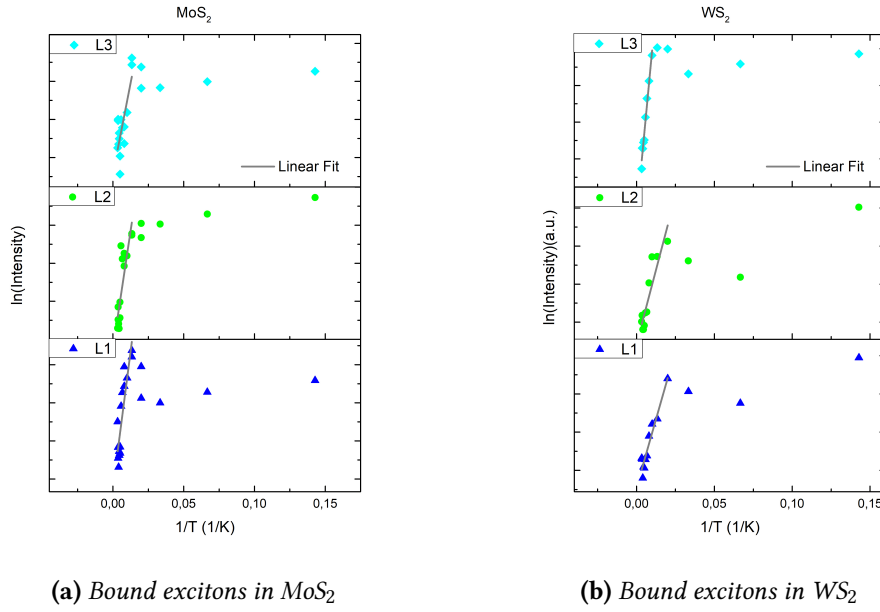 MoS₂
L3
Linear Fit
L2
L1
ln(Intensity)
0,00 0,05 0,10 0,15
1/T (1/K)
(a) Bound excitons in MoS₂
WS₂
L3
Linear Fit
L2
L1
ln(Intensity)(a.u.)
0,00 0,05 0,10 0,15
1/T (1/K)
(b) Bound excitons in WS₂